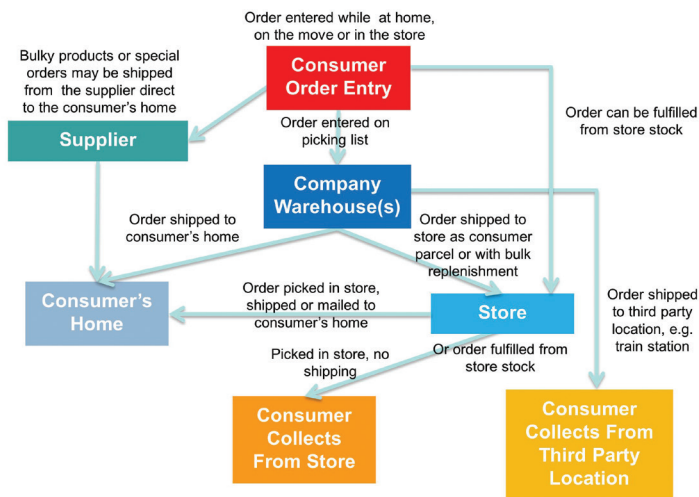 Order entered while at home,
on the move or in the store
Bulky products or special
orders may be shipped
from the supplier direct
to the consumer's home
Consumer
Order Entry
Order can be fulfilled
from store stock
Supplier
Order entered on
picking list
Company
Warehouse(s)
Order shipped to
consumer's home
Order shipped to
store as consumer
parcel or with bulk
replenishment
Consumer's
Home
Order picked in store,
shipped or mailed to
consumer's home
Store
Order shipped
to third party
location, e.g.
train station
Picked in store, no
shipping
Or order fulfilled from
store stock
Consumer
Collects
From Store
Consumer
Collects From
Third Party
Location